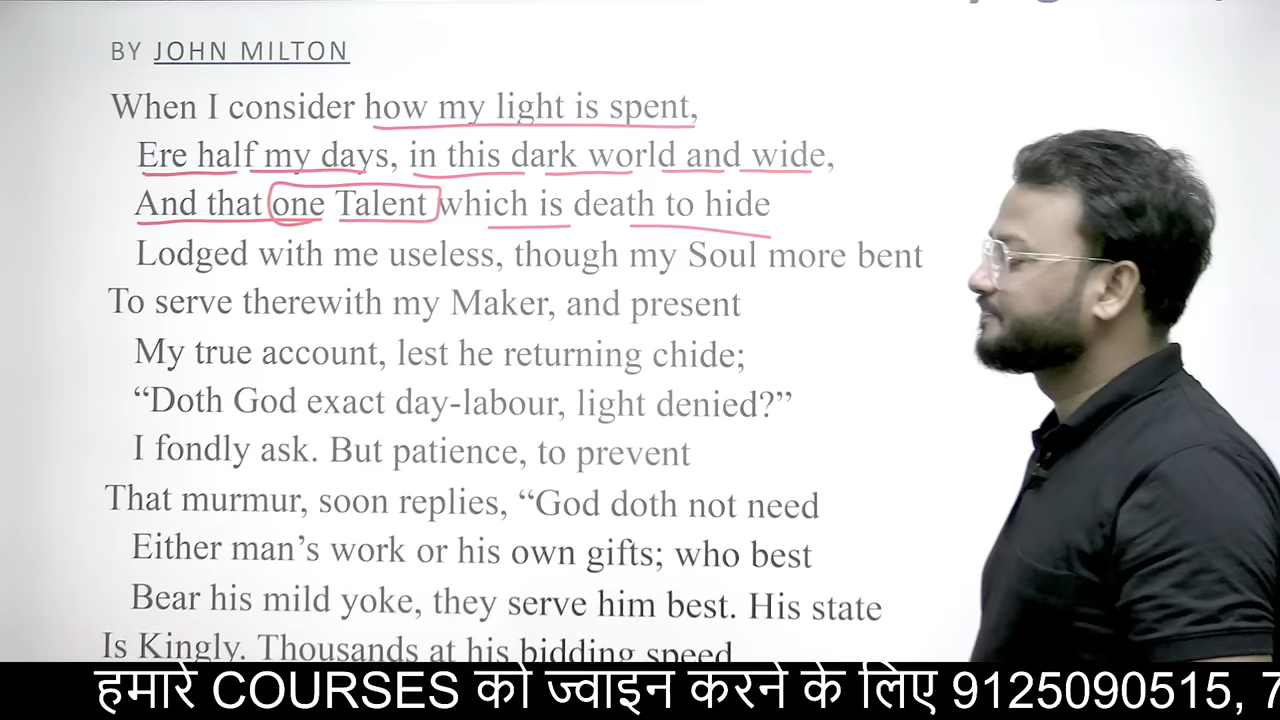 BY JOHN MILTON
When I consider how my light is spent,
Ere half my days, in this dark world and wide,
And that one Talent which is death to hide
Lodged with me useless, though my Soul more bent
To serve therewith my Maker, and present
My true account, lest he returning chide;
“Doth God exact day-labour, light denied?”
I fondly ask. But patience, to prevent
That murmur, soon replies, “God doth not need
Either man’s work or his own gifts; who best
Bear his mild yoke, they serve him best. His state
Is Kingly. Thousands at his bidding speed
हमारे COURSES को ज्वाइन करने के लिए 9125090515, 7